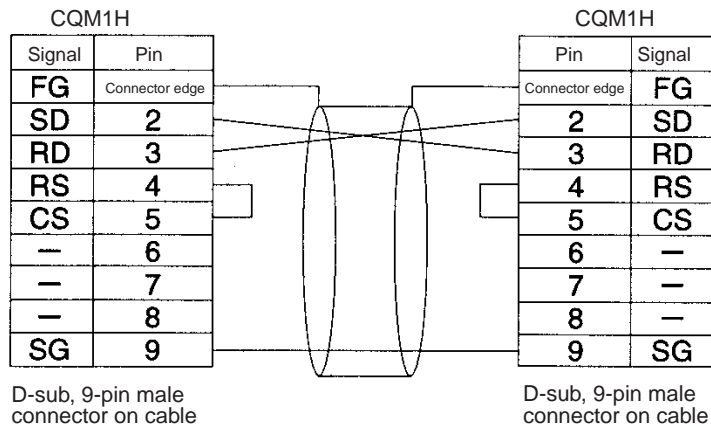 CQM1H CQM1H
Signal Pin Pin Signal
FG Connector edge Connector edge FG
SD 2 2 SD
RD 3 3 RD
RS 4 4 RS
CS 5 5 CS
— 6 6 —
— 7 7 —
— 8 8 —
SG 9 9 SG
D-sub, 9-pin male D-sub, 9-pin male
connector on cable connector on cable